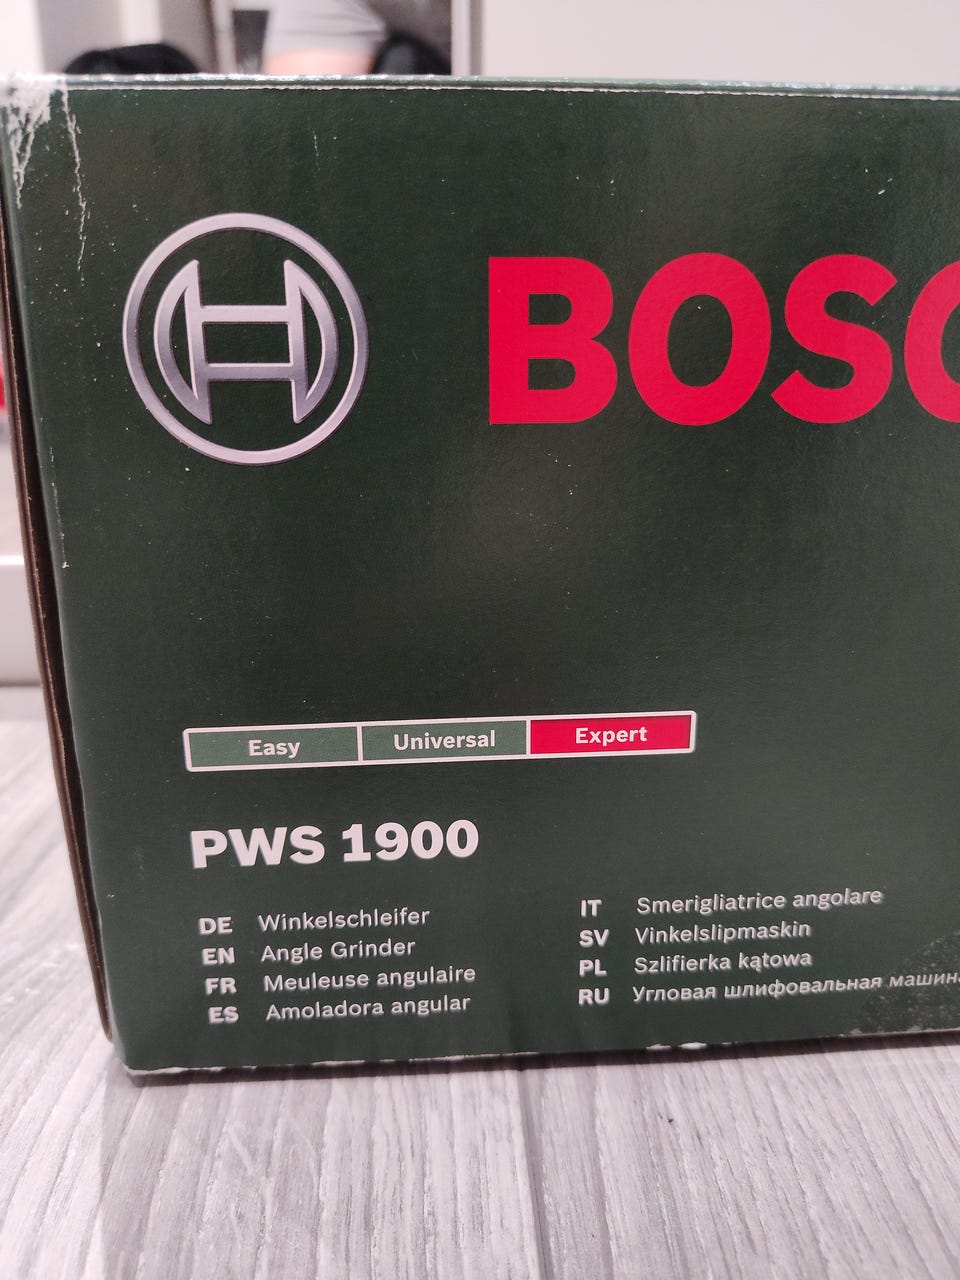 BOSC
Easy Universal Expert
PWS 1900
DE Winkelschleifer
EN Angle Grinder
FR Meuleuse angulaire
ES Amoladora angular
IT Smerigliatrice angolare
SV Vinkelslipmaskin
PL Szlifierka kątowa
RU Угловая шлифовальная машина